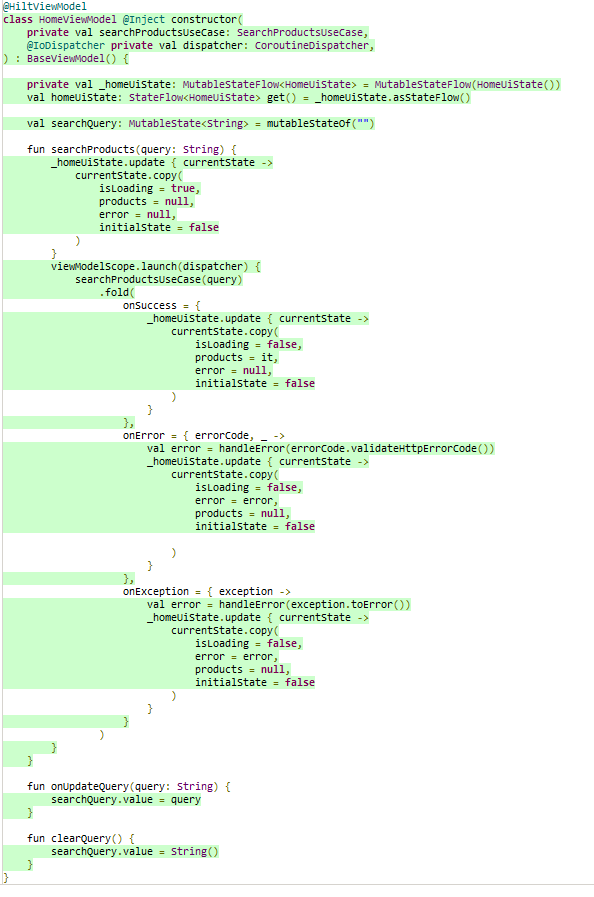 @HiltViewModel
class HomeViewModel @Inject constructor(
    private val searchProductsUseCase: SearchProductsUseCase,
    @IoDispatcher private val dispatcher: CoroutineDispatcher,
) : BaseViewModel() {

    private val _homeUiState: MutableStateFlow<HomeUiState> = MutableStateFlow(HomeUiState())
    val homeUiState: StateFlow<HomeUiState> get() = _homeUiState.asStateFlow()

    val searchQuery: MutableState<String> = mutableStateOf("")

    fun searchProducts(query: String) {
        _homeUiState.update { currentState ->
            currentState.copy(
                isLoading = true,
                products = null,
                error = null,
                initialState = false
            )
        }
        viewModelScope.launch(dispatcher) {
            searchProductsUseCase(query)
                .fold(
                    onSuccess = {
                        _homeUiState.update { currentState ->
                            currentState.copy(
                                isLoading = false,
                                products = it,
                                error = null,
                                initialState = false
                            )
                        }
                    },
                    onError = { errorCode, _ ->
                        val error = handleError(errorCode.validateHttpErrorCode())
                        _homeUiState.update { currentState ->
                            currentState.copy(
                                isLoading = false,
                                error = error,
                                products = null,
                                initialState = false

                            )
                        }
                    },
                    onException = { exception ->
                        val error = handleError(exception.toError())
                        _homeUiState.update { currentState ->
                            currentState.copy(
                                isLoading = false,
                                error = error,
                                products = null,
                                initialState = false
                            )
                        }
                    }
                )
        }
    }

    fun onUpdateQuery(query: String) {
        searchQuery.value = query
    }

    fun clearQuery() {
        searchQuery.value = String()
    }
}